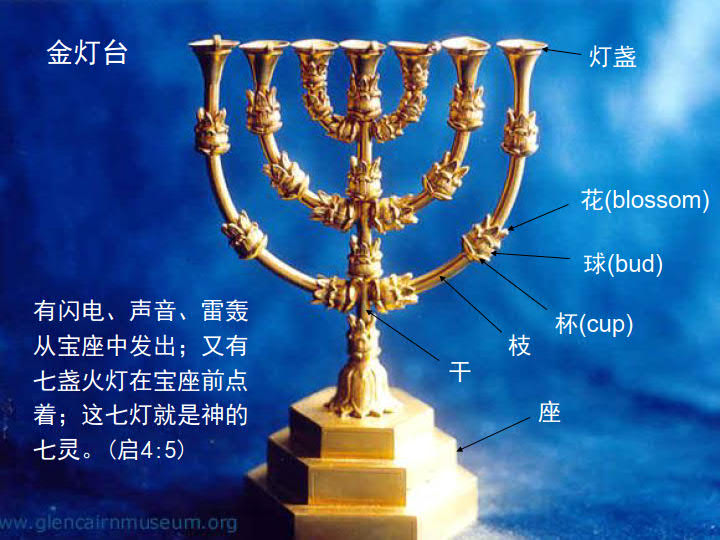 金灯台
灯盏
花(blossom)
球(bud)
杯(cup)
枝
干
座
有闪电、声音、雷轰
从宝座中发出；又有
七盏火灯在宝座前点
着；这七灯就是神的
七灵。(启4:5)
www.glencairnmuseum.org